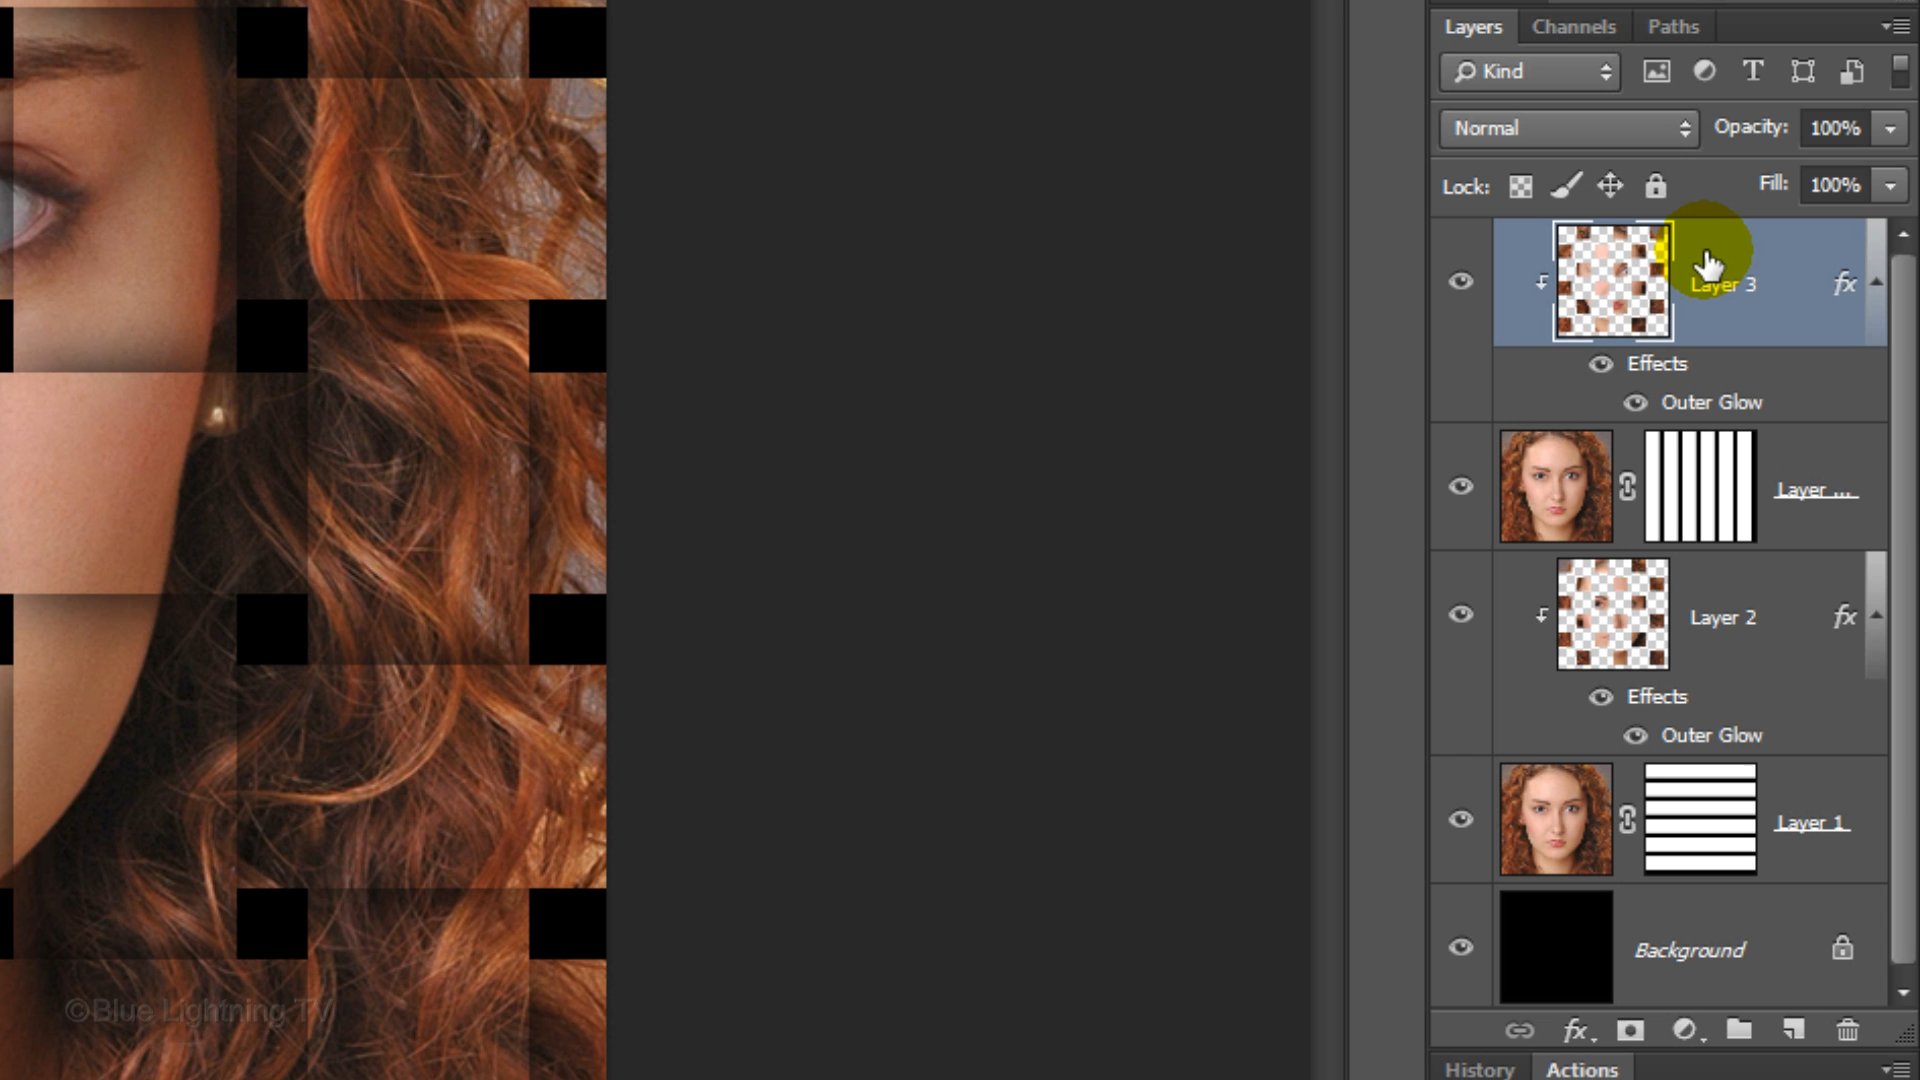 Layers Channels Paths
Kind
Normal Opacity: 100%
Lock: Fill: 100%
Layer 3 fx
Effects
Outer Glow
Layer ...
Layer 2 fx
Effects
Outer Glow
Layer 1
Background
©Blue Lightning TV
fx
History Actions